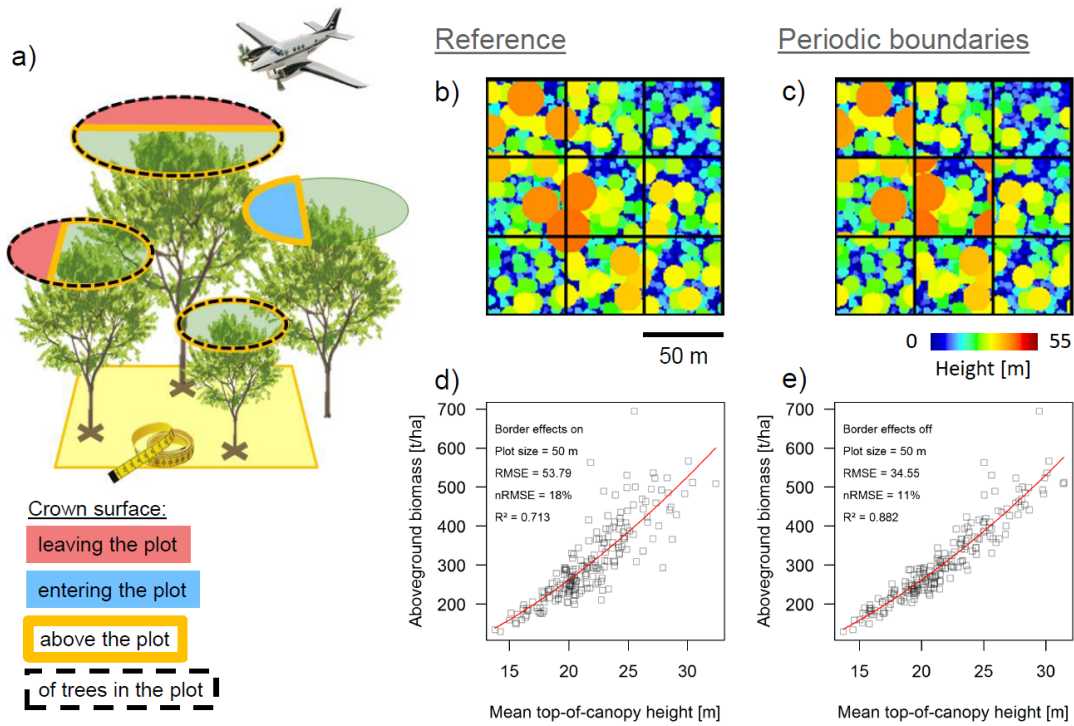 a)
Crown surface:
leaving the plot
entering the plot
above the plot
of trees in the plot
Reference
Periodic boundaries
b)
c)
50 m
0
55
Height [m]
d)
Aboveground biomass [t/ha]
700
600
500
400
300
200
Border effects on
Plot size = 50 m
RMSE = 53.79
nRMSE = 18%
R² = 0.713
15
20
25
30
Mean top-of-canopy height [m]
e)
Aboveground biomass [t/ha]
700
600
500
400
300
200
Border effects off
Plot size = 50 m
RMSE = 34.55
nRMSE = 11%
R² = 0.882
15
20
25
30
Mean top-of-canopy height [m]